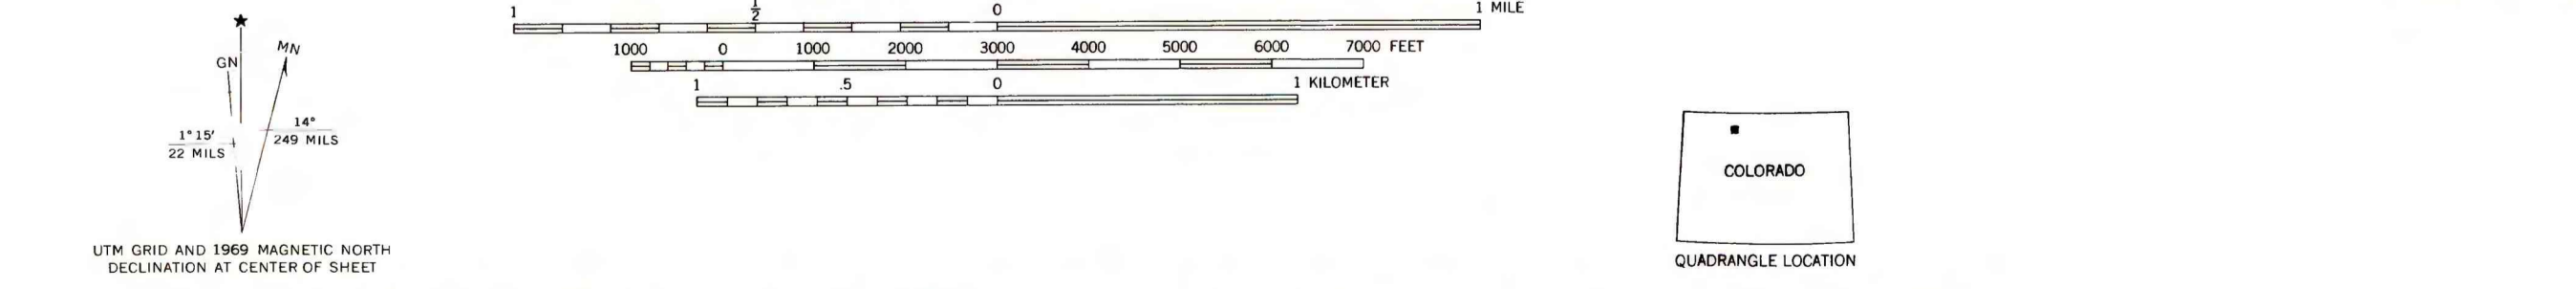 MN
GN
14°
249 MILS
1° 15′
22 MILS
UTM GRID AND 1969 MAGNETIC NORTH
DECLINATION AT CENTER OF SHEET
1 1/2 0 1 MILE
1000 0 1000 2000 3000 4000 5000 6000 7000 FEET
1 .5 0 1 KILOMETER
COLORADO
QUADRANGLE LOCATION